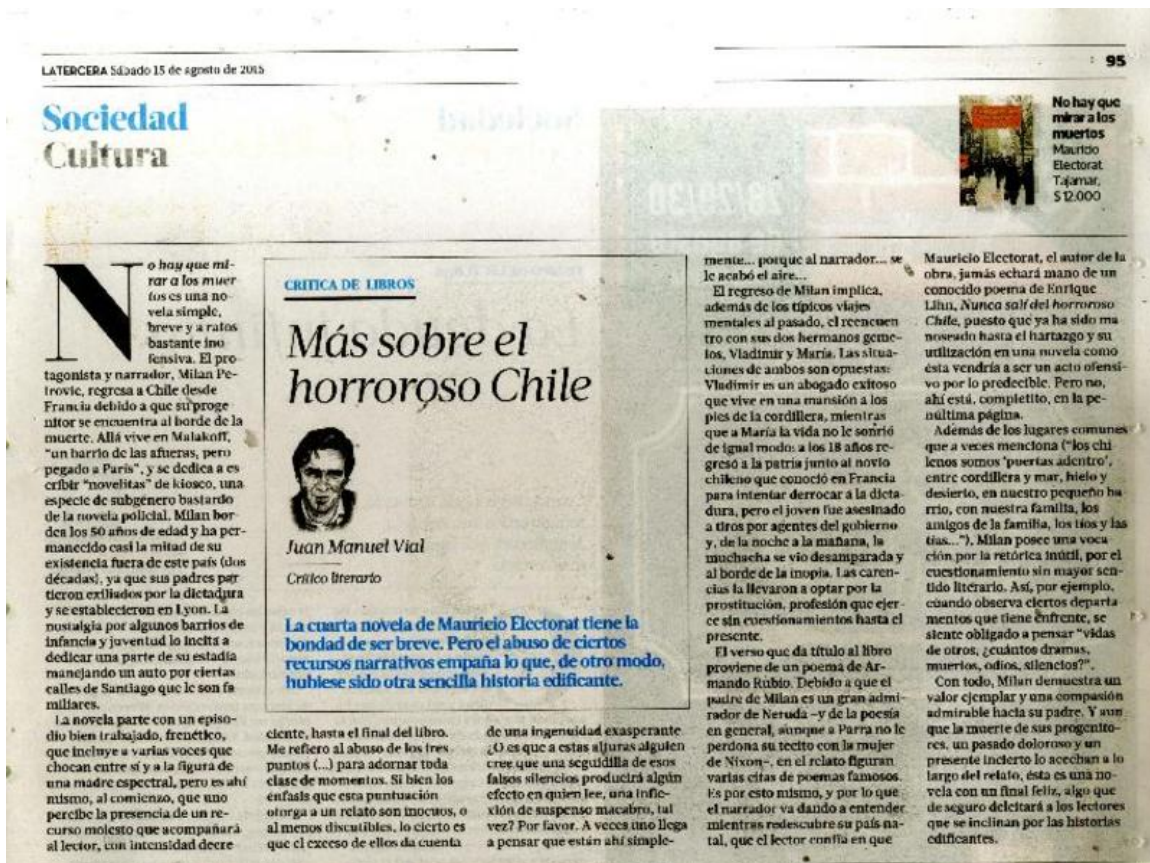 LATERCERA Sábado 15 de agosto de 2015
95
Sociedad
Cultura
No hay que
mirar a los
muertos
Mauricio
Electorat
Tajamar,
$12.000
No hay que mi-
rar a los muer
tos es una no-
vela simple,
breve y a ratos
bastante ino
fensiva. El pro
tagonista y narrador, Milan Pe-
trovic, regresa a Chile desde
Francia debido a que su proge
nitor se encuentra al borde de la
muerte. Allá vive en Malakoff,
"un barrio de las afueras, pero
pegado a París", y se dedica a es
cribir "novelitas" de kiosco, una
especie de subgénero bastardo
de la novela policial. Milan bor-
dea los 50 años de edad y ha per-
manecido casi la mitad de su
existencia fuera de este país (dos
décadas), ya que sus padres par
tieron exiliados por la dictadura
y se establecieron en Lyon. La
nostalgia por algunos barrios de
infancia y juventud lo incita a
dedicar una parte de su estadía
manejando un auto por ciertas
calles de Santiago que le son fa
miliares.
La novela parte con un episo-
dio bien trabajado, frenético,
que incluye a varias voces que
chocan entre sí y a la figura de
una madre espectral, pero es ahí
mismo, al comienzo, que uno
percibe la presencia de un re-
curso molesto que acompañará
al lector, con intensidad decre
CRITICA DE LIBROS
Más sobre el
horroroso Chile
Juan Manuel Vial
Crítico literario
La cuarta novela de Mauricio Electorat tiene la
bondad de ser breve. Pero el abuso de ciertos
recursos narrativos empaña lo que, de otro modo,
hubiese sido otra sencilla historia edificante.
ciente, hasta el final del libro.
Me refiero al abuso de los tres
puntos (...) para adornar toda
clase de momentos. Si bien los
énfasis que esta puntuación
otorga a un relato son inocuos, o
al menos discutibles, lo cierto es
que el exceso de ellos da cuenta
de una ingenuidad exasperante
¿O es que a estas alturas alguien
cree que una seguidilla de esos
falsos silencios producirá algún
efecto en quien lee, una infle-
xión de suspenso macabro, tal
vez? Por favor. A veces uno llega
a pensar que están ahí simple-
mente... porque al narrador... se
le acabó el aire...
El regreso de Milan implica,
además de los típicos viajes
mentales al pasado, el reencuen
tro con sus dos hermanos geme-
los, Vladimir y María. Las situa-
ciones de ambos son opuestas:
Vladimir es un abogado exitoso
que vive en una mansión a los
pies de la cordillera, mientras
que a María la vida no le sonrió
de igual modo: a los 18 años re-
gresó a la patria junto al novio
chileno que conoció en Francia
para intentar derrocar a la dicta-
dura, pero el joven fue asesinado
a tiros por agentes del gobierno
y, de la noche a la mañana, la
muchacha se vio desamparada y
al borde de la inopia. Las caren-
cias la llevaron a optar por la
prostitución, profesión que ejer-
ce sin cuestionamientos hasta el
presente.
El verso que da título al libro
proviene de un poema de Ar-
mando Rubio. Debido a que el
padre de Milan es un gran admi-
rador de Neruda -y de la poesía
en general, aunque a Parra no le
perdona su tecito con la mujer
de Nixon-, en el relato figuran
varias citas de poemas famosos.
Es por esto mismo, y por lo que
el narrador va dando a entender
mientras redescubre su país na-
tal, que el lector confía en que
Mauricio Electorat, el autor de la
obra, jamás echará mano de un
conocido poema de Enrique
Lihn, Nunca salí del horroroso
Chile, puesto que ya ha sido ma
noseado hasta el hartazgo y su
utilización en una novela como
ésta vendría a ser un acto ofensi-
vo por lo predecible. Pero no,
ahí está, completito, en la pe-
núltima página.
Además de los lugares comunes
que a veces menciona ("los chi
lenos somos 'puertas adentro',
entre cordillera y mar, hielo y
desierto, en nuestro pequeño ba
rrio, con nuestra familia, los
amigos de la familia, los tíos y las
tías..."), Milan posee una voca
ción por la retórica inútil, por el
cuestionamiento sin mayor sen-
tido literario. Así, por ejemplo,
cuando observa ciertos departa
mentos que tiene enfrente, se
siente obligado a pensar "vidas
de otros, ¿cuántos dramas,
muertos, odios, silencios?".
Con todo, Milan demuestra un
valor ejemplar y una compasión
admirable hacia su padre. Y aun
que la muerte de sus progenito-
res, un pasado doloroso y un
presente incierto lo acechan a lo
largo del relato, ésta es una no-
vela con un final feliz, algo que
de seguro deleitará a los lectores
que se inclinan por las historias
edificantes.